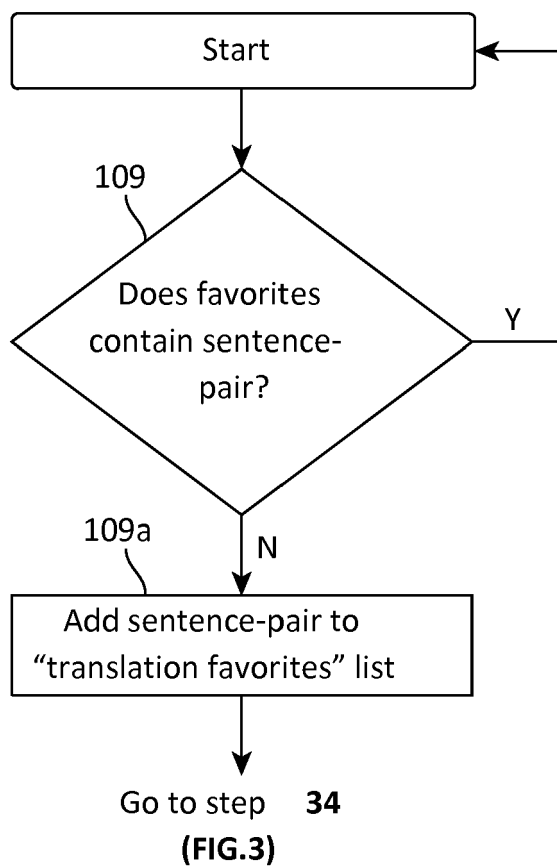 Start
109
Does favorites
contain sentence-
pair?
Y
N
109a
Add sentence-pair to
“translation favorites” list
Go to step 34
(FIG.3)